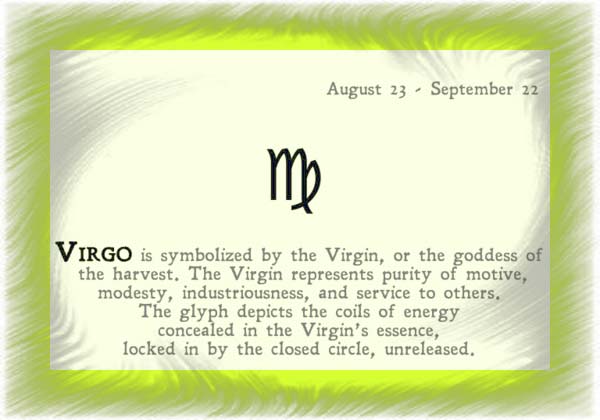 August 23 - September 22
♍
VIRGO is symbolized by the Virgin, or the goddess of
the harvest. The Virgin represents purity of motive,
modesty, industriousness, and service to others.
The glyph depicts the coils of energy
concealed in the Virgin's essence,
locked in by the closed circle, unreleased.